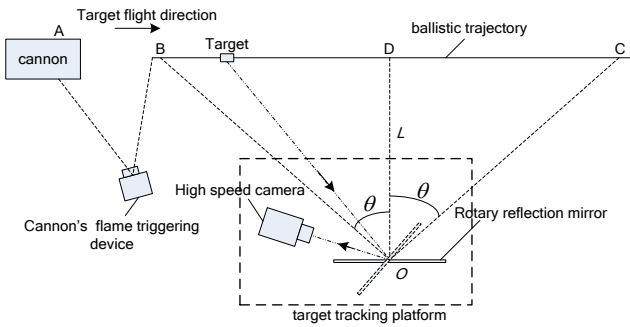 Target flight direction
A
cannon
B
Target
D
ballistic trajectory
C
L
High speed camera
θ
θ
Rotary reflection mirror
Cannon's flame triggering
device
O
target tracking platform